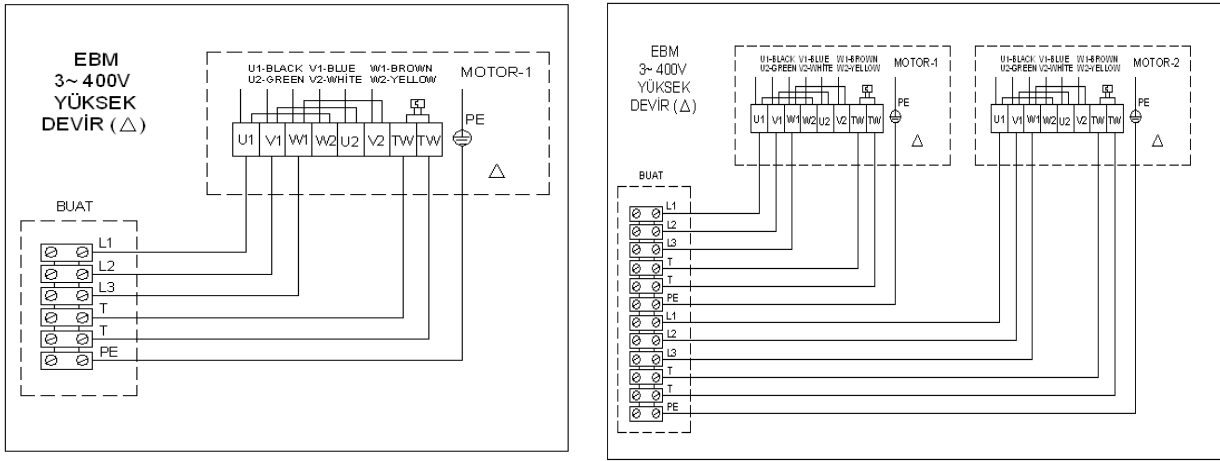 EBM
3~ 400V
YÜKSEK
DEVİR (△)
U1-BLACK V1-BLUE W1-BROWN
U2-GREEN V2-WHITE W2-YELLOW
MOTOR-1
PE
U1 V1 W1 W2 U2 V2 TW TW
△
BUAT
L1
L2
L3
T
T
PE
EBM
3~ 400V
YÜKSEK
DEVİR (△)
U1-BLACK V1-BLUE W1-BROWN
U2-GREEN V2-WHITE W2-YELLOW
MOTOR-1
PE
U1 V1 W1 W2 U2 V2 TW TW
△
U1-BLACK V1-BLUE W1-BROWN
U2-GREEN V2-WHITE W2-YELLOW
MOTOR-2
PE
U1 V1 W1 W2 U2 V2 TW TW
△
BUAT
L1
L2
L3
T
T
PE
L1
L2
L3
T
T
PE